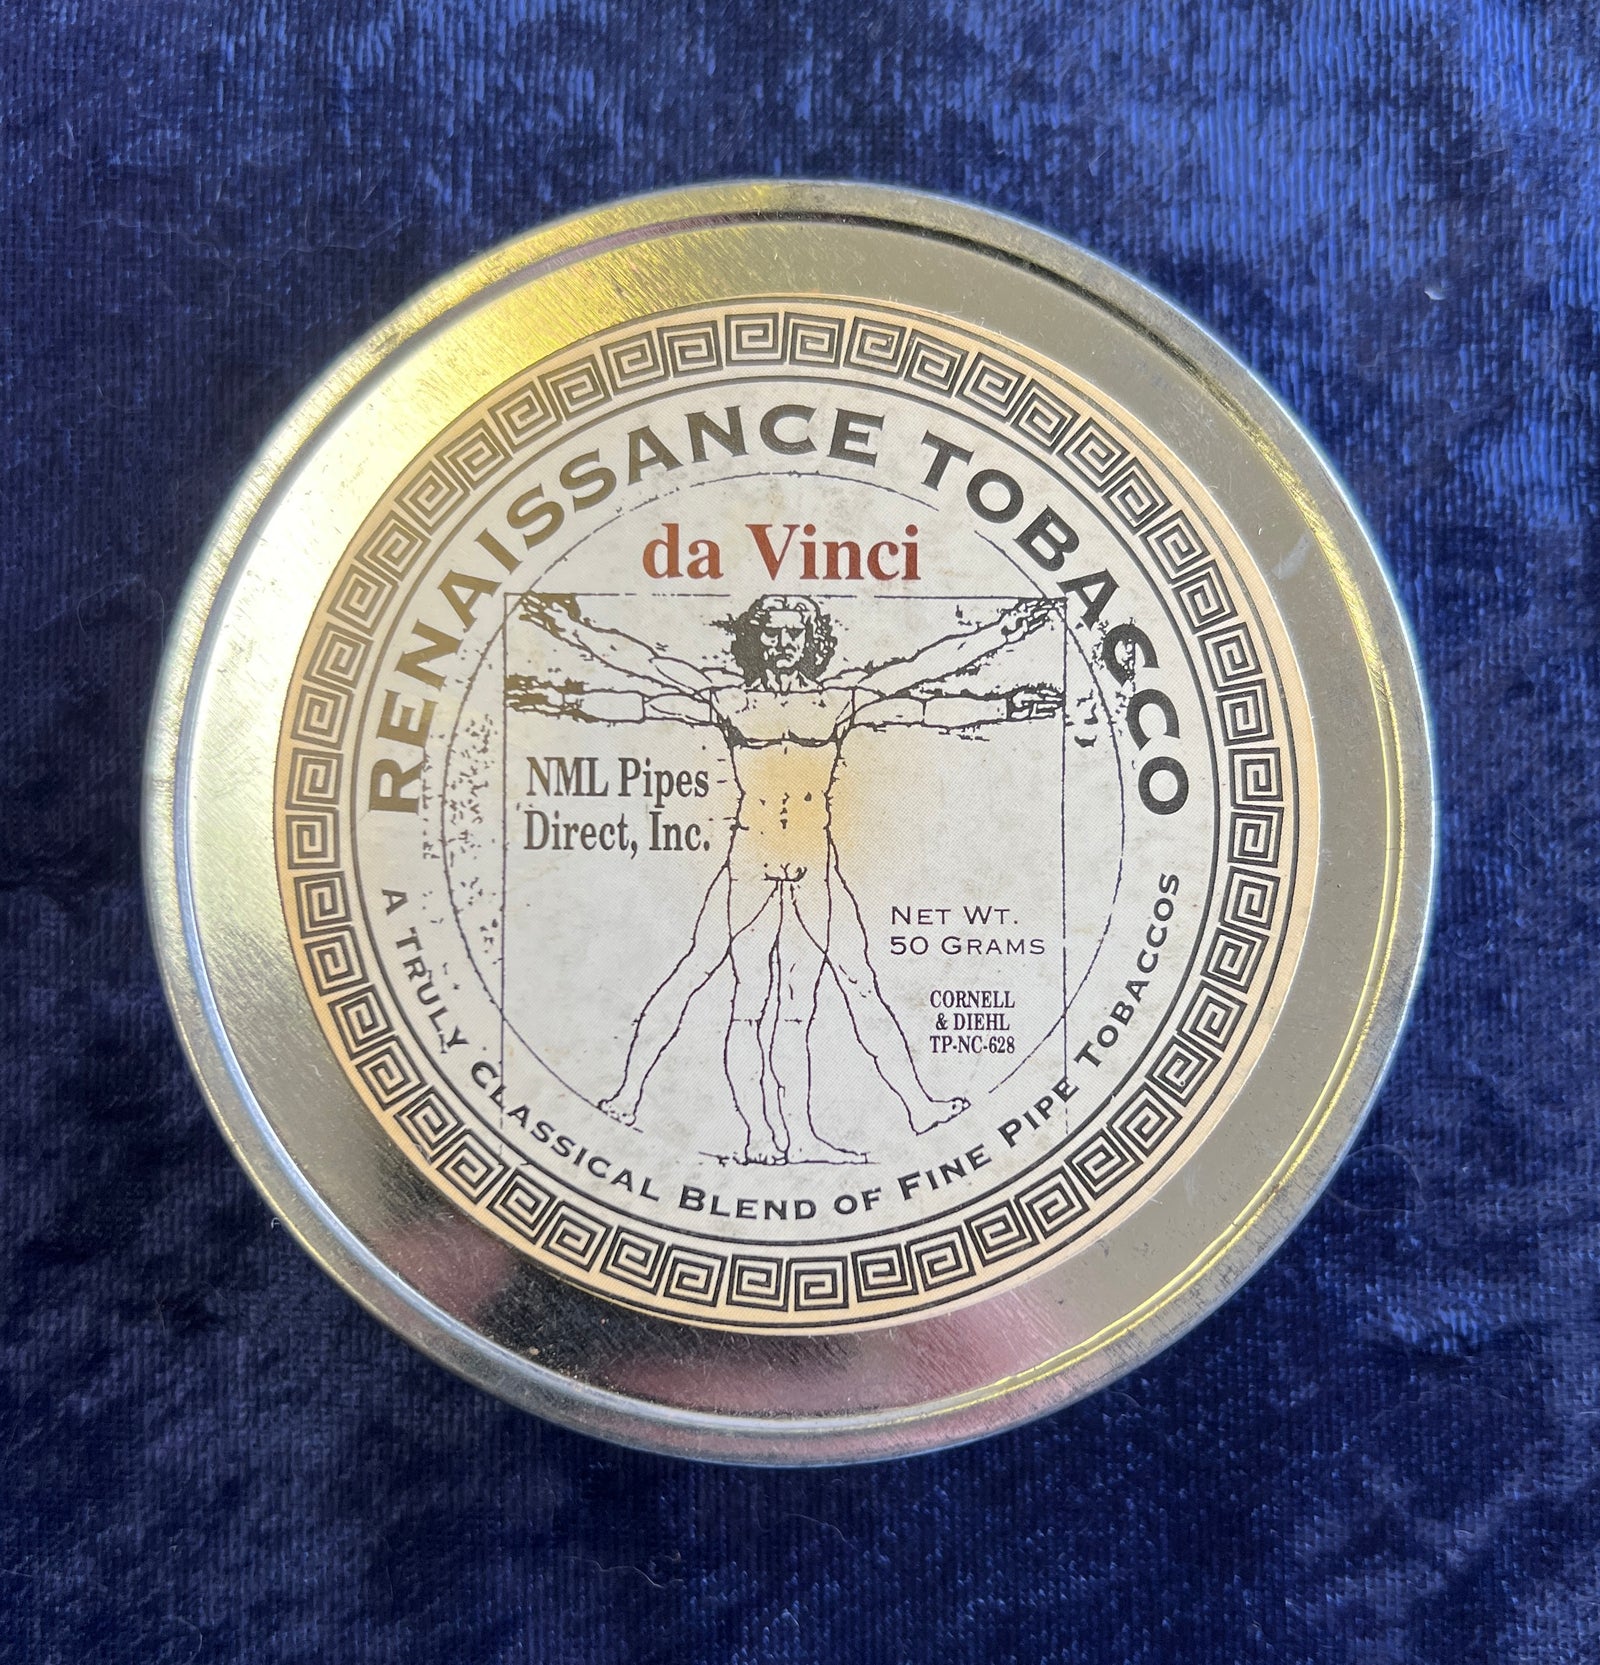 RENAISSANCE TOBACCO
da Vinci
NML Pipes
Direct, Inc.
NET WT.
50 GRAMS
CORNELL
& DIEHL
TP-NC-628
A TRULY CLASSICAL BLEND OF FINE PIPE TOBACCOS